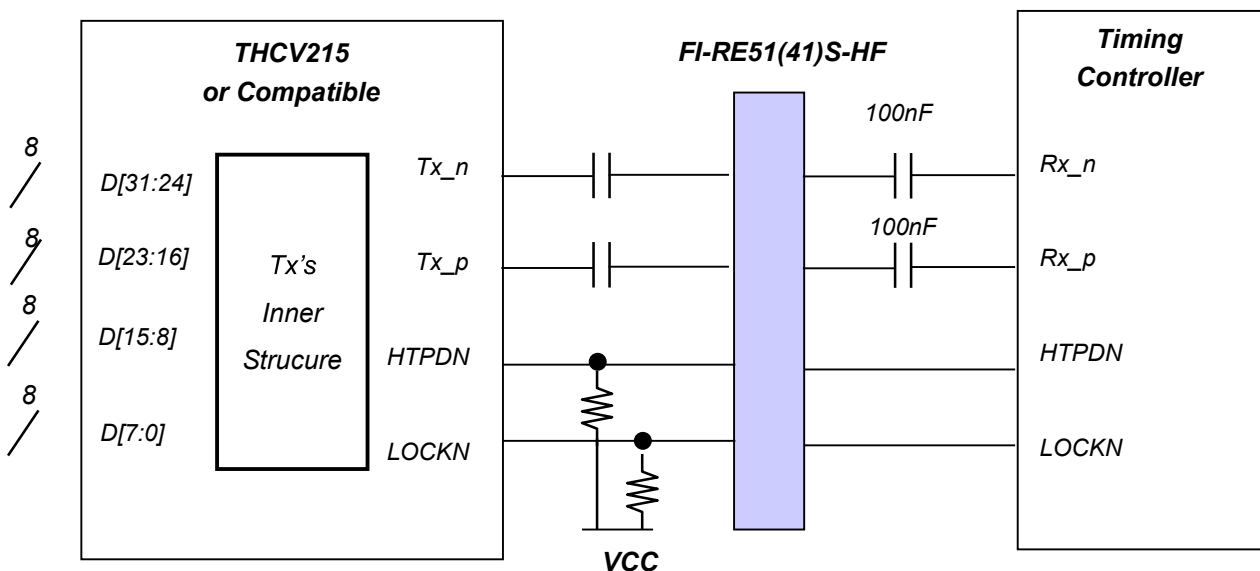 THCV215
or Compatible
FI-RE51(41)S-HF
Timing
Controller
100nF
8
D[31:24]
Tx_n
Rx_n
8
D[23:16]
Tx's
Inner
Strucure
Tx_p
100nF
Rx_p
8
D[15:8]
HTPDN
HTPDN
8
D[7:0]
LOCKN
LOCKN
VCC